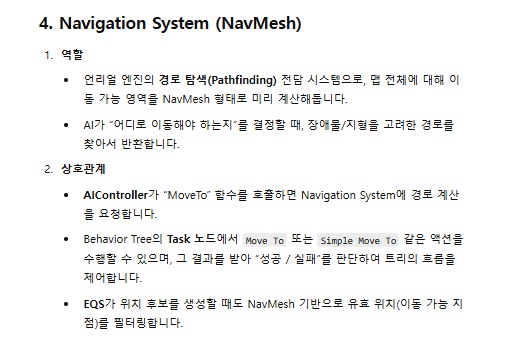 4. Navigation System (NavMesh)
1. 역할
• 언리얼 엔진의 경로 탐색(Pathfinding) 전담 시스템으로, 맵 전체에 대해 이
동 가능 영역을 NavMesh 형태로 미리 계산해둡니다.
• AI가 “어디로 이동해야 하는지”를 결정할 때, 장애물/지형을 고려한 경로를
찾아서 반환합니다.
2. 상호관계
• AIController가 “MoveTo” 함수를 호출하면 Navigation System에 경로 계산
을 요청합니다.
• Behavior Tree의 Task 노드에서 Move To 또는 Simple Move To 같은 액션을
수행할 수 있으며, 그 결과를 받아 “성공 / 실패”를 판단하여 트리의 흐름을
제어합니다.
• EQS가 위치 후보를 생성할 때도 NavMesh 기반으로 유효 위치(이동 가능 지
점)를 필터링합니다.